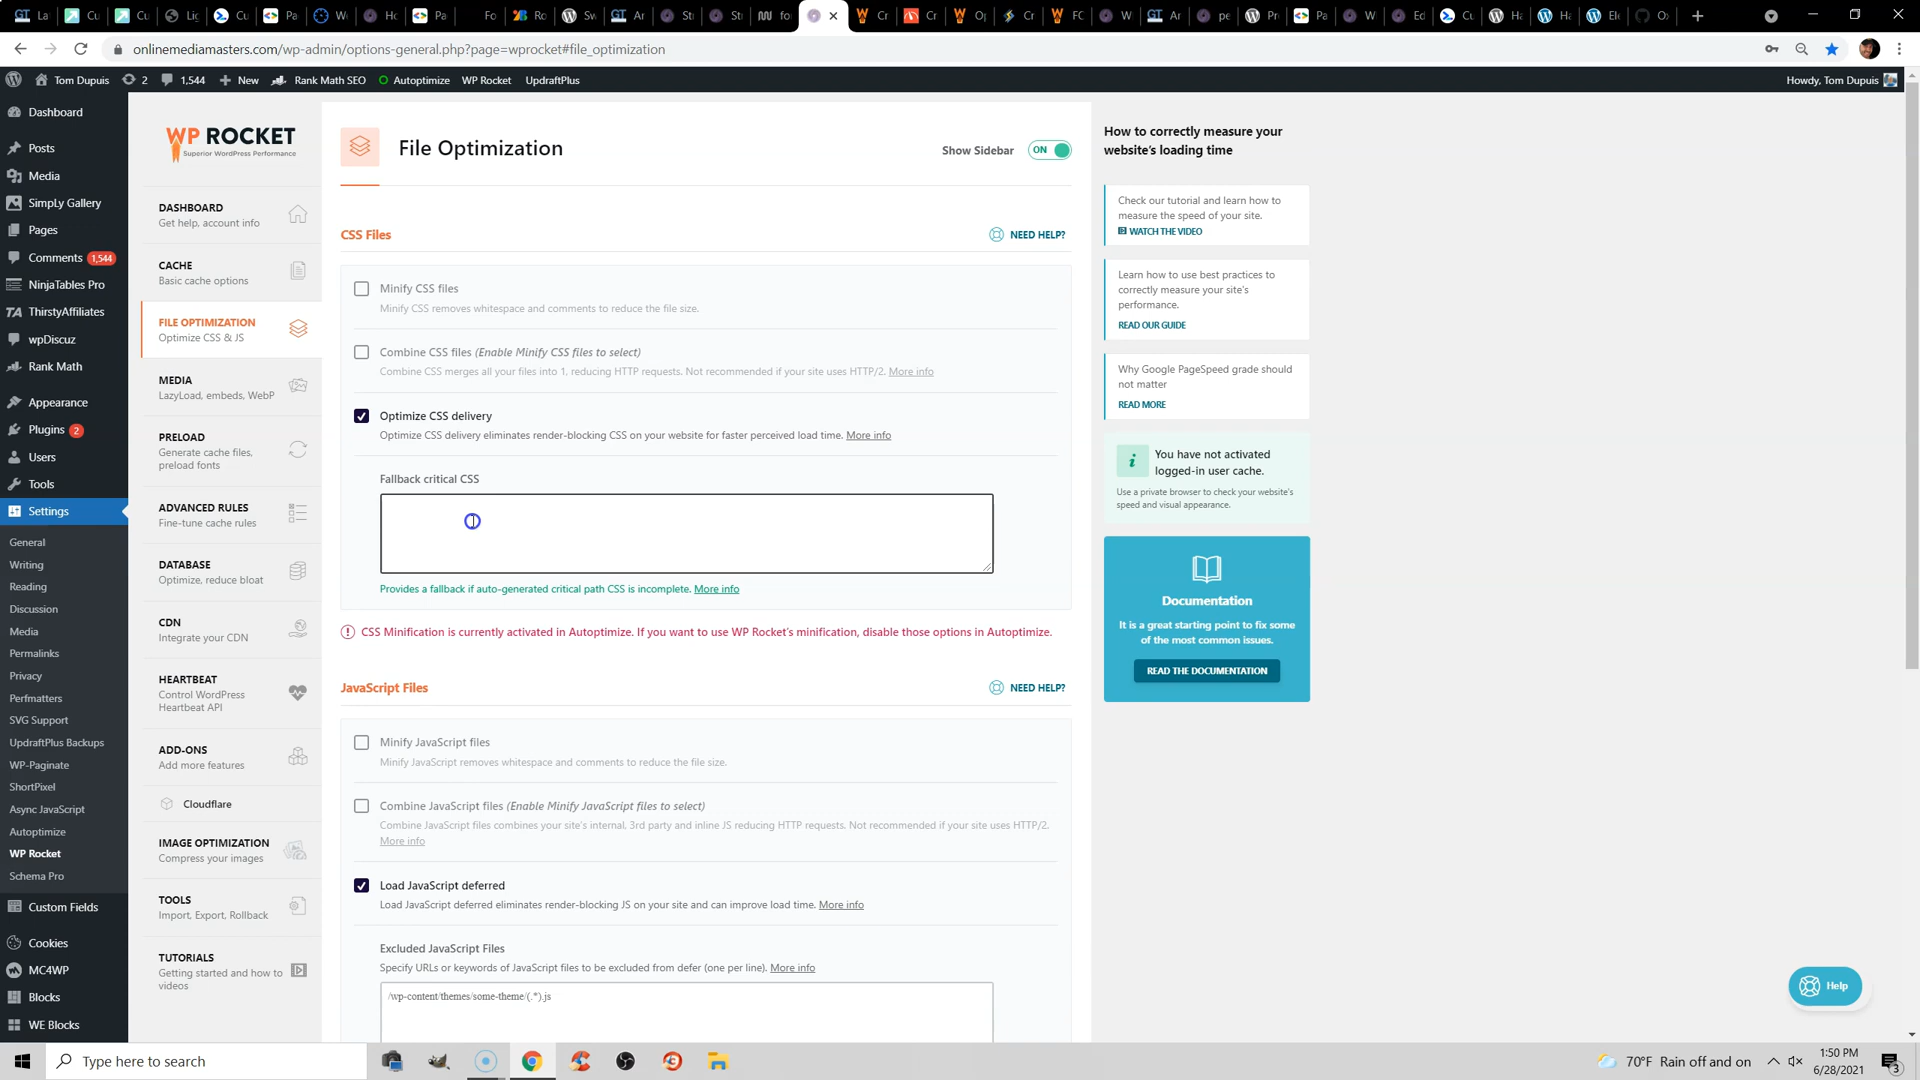 onlinemediamasters.com/wp-admin/options-general.php?page=wprocket#file_optimization
Tom Dupuis 2 1,544 New Rank Math SEO Autoptimize WP Rocket UpdraftPlus Howdy, Tom Dupuis
Dashboard
Posts
Media
SimpLy Gallery
Pages
Comments 1,544
NinjaTables Pro
ThirstyAffiliates
wpDiscuz
Rank Math
Appearance
Plugins 2
Users
Tools
Settings
General
Writing
Reading
Discussion
Media
Permalinks
Privacy
Perfmatters
SVG Support
UpdraftPlus Backups
WP-Paginate
ShortPixel
Async JavaScript
Autoptimize
WP Rocket
Schema Pro
Custom Fields
Cookies
MC4WP
Blocks
WE Blocks
WP ROCKET
Superior WordPress Performance
DASHBOARD
Get help, account info
CACHE
Basic cache options
FILE OPTIMIZATION
Optimize CSS & JS
MEDIA
LazyLoad, embeds, WebP
PRELOAD
Generate cache files,
preload fonts
ADVANCED RULES
Fine-tune cache rules
DATABASE
Optimize, reduce bloat
CDN
Integrate your CDN
HEARTBEAT
Control WordPress
Heartbeat API
ADD-ONS
Add more features
Cloudflare
IMAGE OPTIMIZATION
Compress your images
TOOLS
Import, Export, Rollback
TUTORIALS
Getting started and how to
videos
File Optimization
Show Sidebar ON
CSS Files
NEED HELP?
Minify CSS files
Minify CSS removes whitespace and comments to reduce the file size.
Combine CSS files (Enable Minify CSS files to select)
Combine CSS merges all your files into 1, reducing HTTP requests. Not recommended if your site uses HTTP/2. More info
Optimize CSS delivery
Optimize CSS delivery eliminates render-blocking CSS on your website for faster perceived load time. More info
Fallback critical CSS
Provides a fallback if auto-generated critical path CSS is incomplete. More info
CSS Minification is currently activated in Autoptimize. If you want to use WP Rocket's minification, disable those options in Autoptimize.
JavaScript Files
NEED HELP?
Minify JavaScript files
Minify JavaScript removes whitespace and comments to reduce the file size.
Combine JavaScript files (Enable Minify JavaScript files to select)
Combine JavaScript files combines your site's internal, 3rd party and inline JS reducing HTTP requests. Not recommended if your site uses HTTP/2.
More info
Load JavaScript deferred
Load JavaScript deferred eliminates render-blocking JS on your site and can improve load time. More info
Excluded JavaScript Files
Specify URLs or keywords of JavaScript files to be excluded from defer (one per line). More info
/wp-content/themes/some-theme/(.*).js
How to correctly measure your
website's loading time
Check our tutorial and learn how to
measure the speed of your site.
WATCH THE VIDEO
Learn how to use best practices to
correctly measure your site's
performance.
READ OUR GUIDE
Why Google PageSpeed grade should
not matter
READ MORE
You have not activated
logged-in user cache.
Use a private browser to check your website's
speed and visual appearance.
Documentation
It is a great starting point to fix some
of the most common issues.
READ THE DOCUMENTATION
Help
Type here to search
70°F Rain off and on
1:50 PM
6/28/2021
3